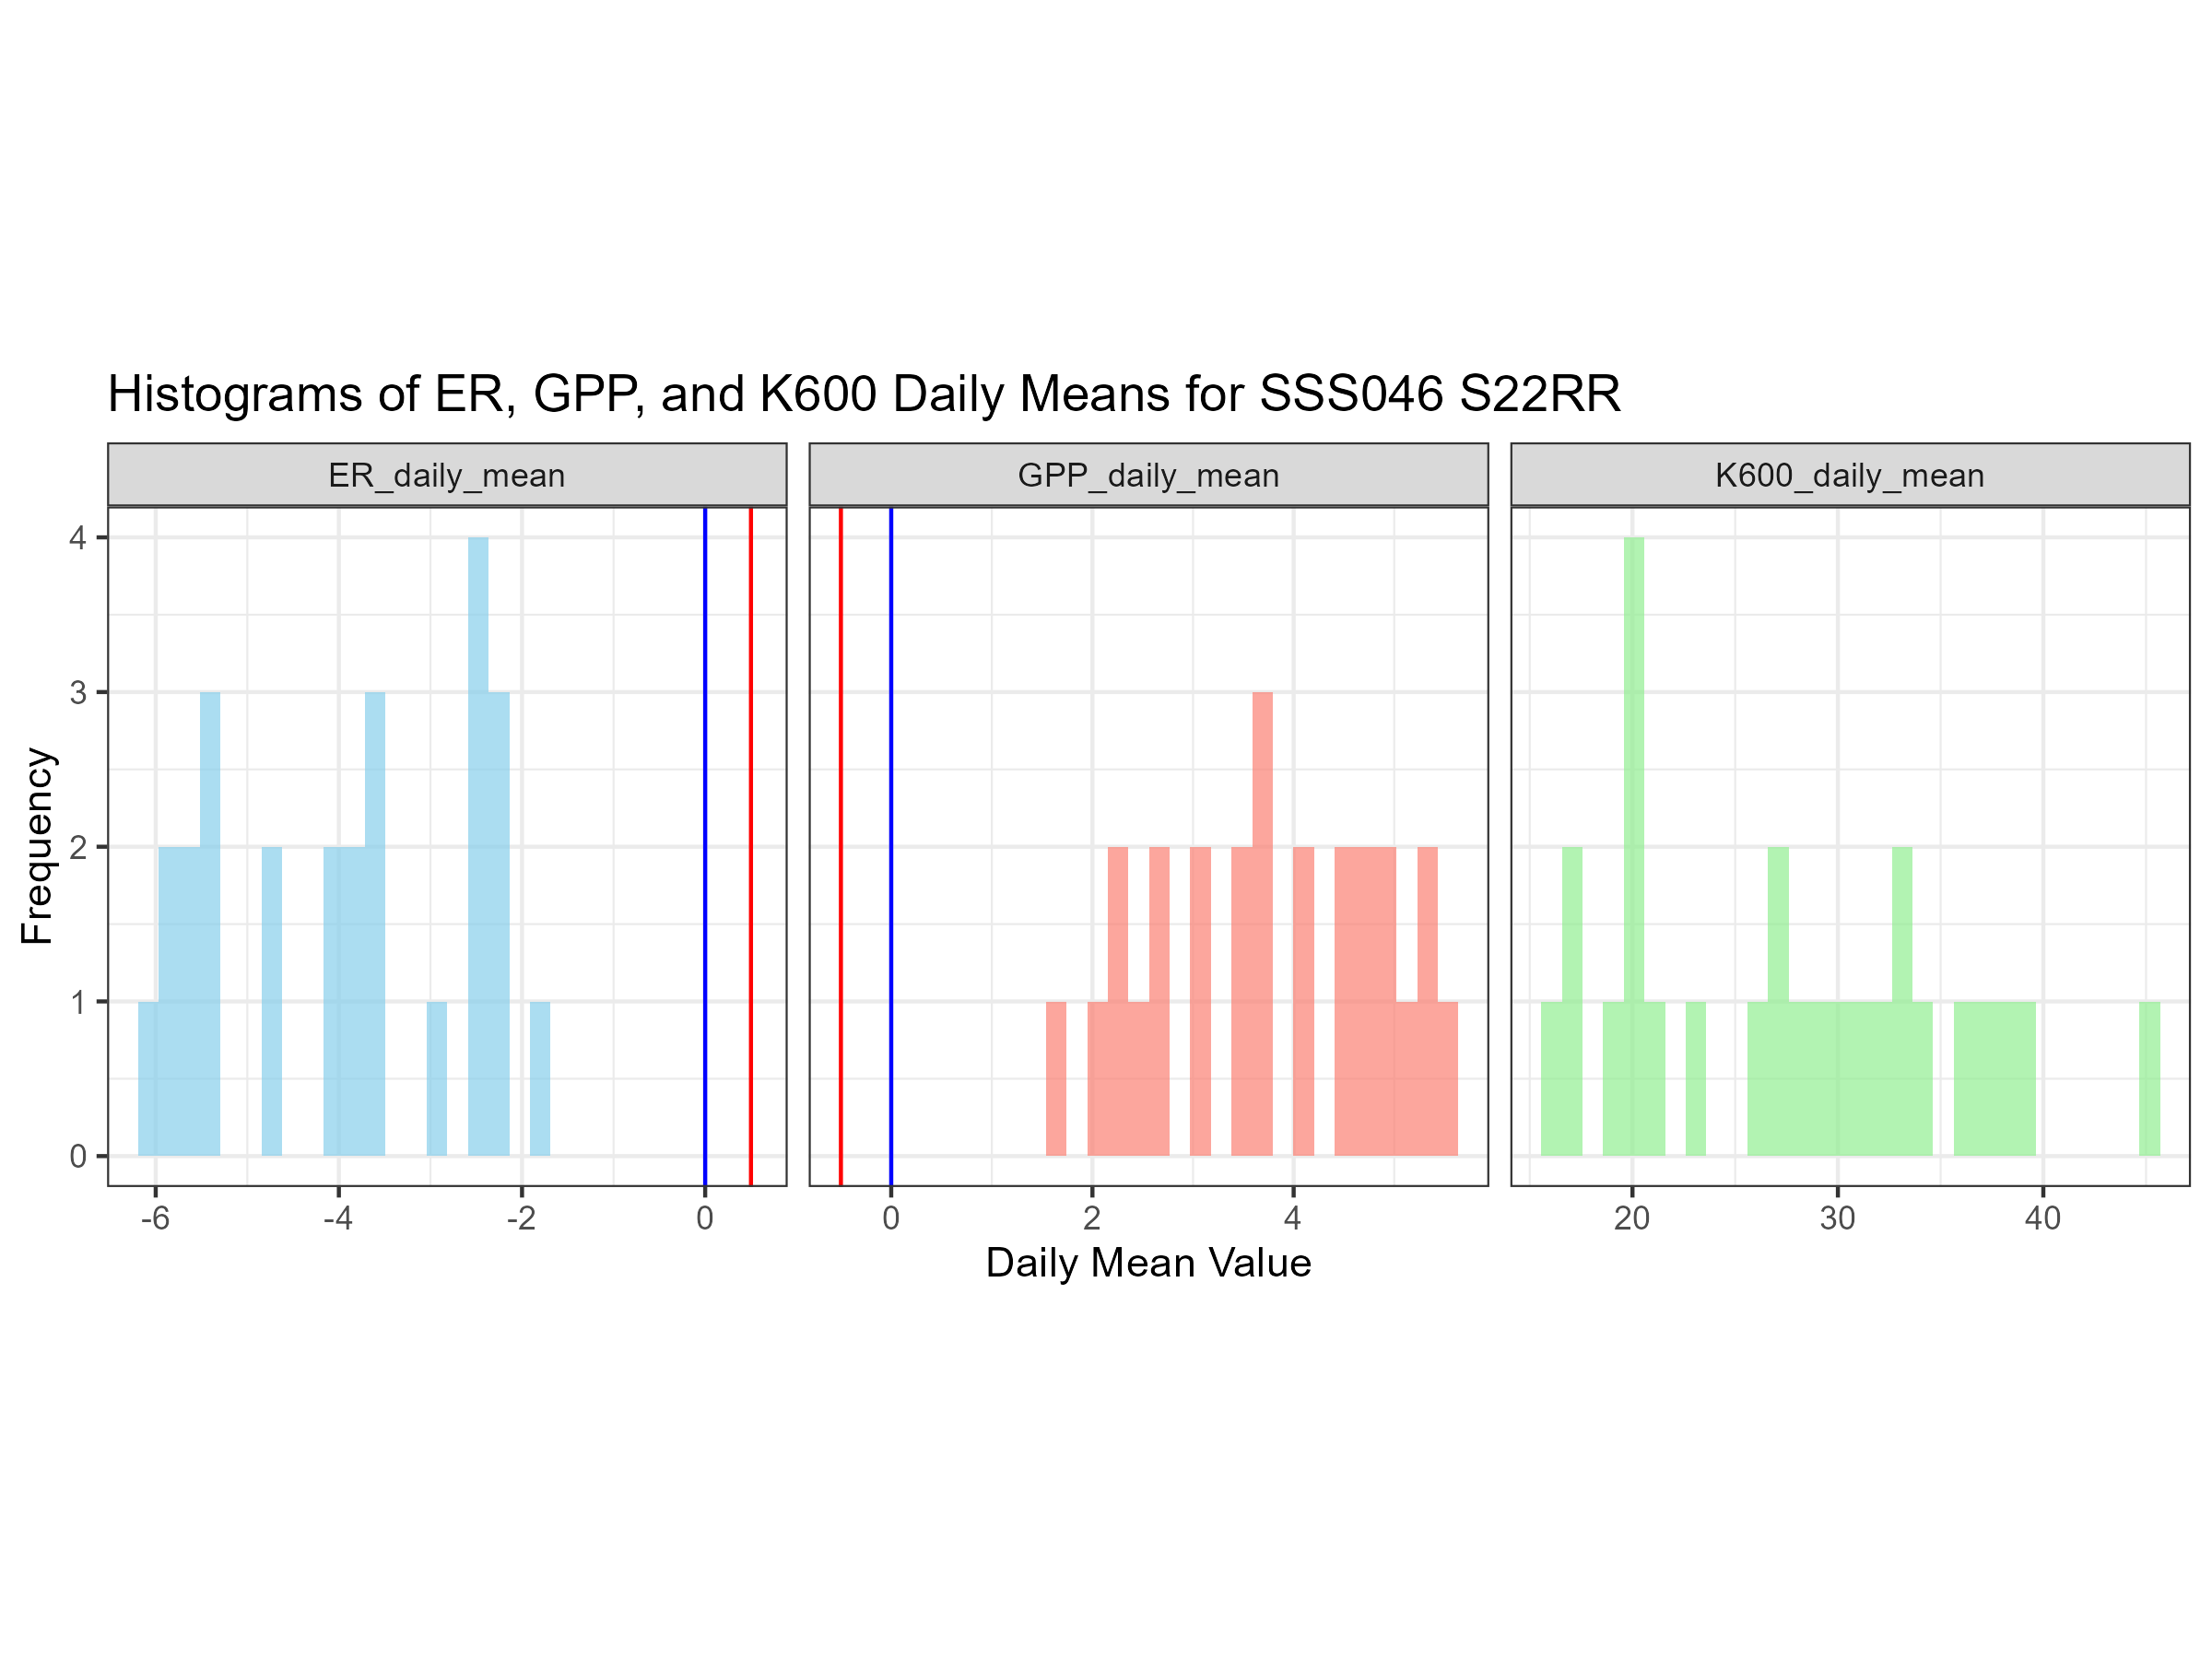 Histograms of ER, GPP, and K600 Daily Means for SSS046 S22RR
ER_daily_mean GPP_daily_mean K600_daily_mean
4
3
2
1
0
Frequency
-6 -4 -2 0 0 2 4 20 30 40
Daily Mean Value